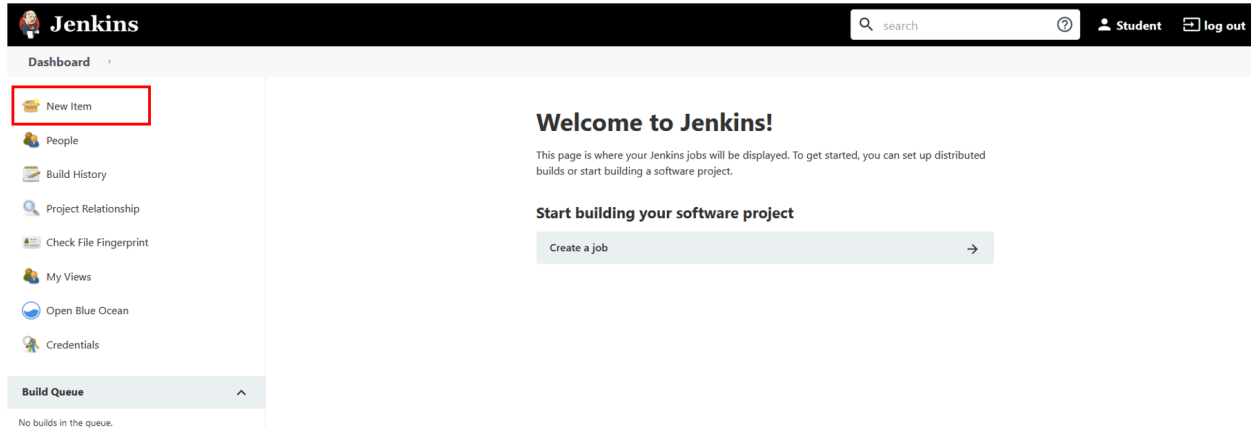 Jenkins
search
Student
log out
Dashboard
New Item
People
Build History
Project Relationship
Check File Fingerprint
My Views
Open Blue Ocean
Credentials
Build Queue
No builds in the queue.
Welcome to Jenkins!
This page is where your Jenkins jobs will be displayed. To get started, you can set up distributed
builds or start building a software project.
Start building your software project
Create a job